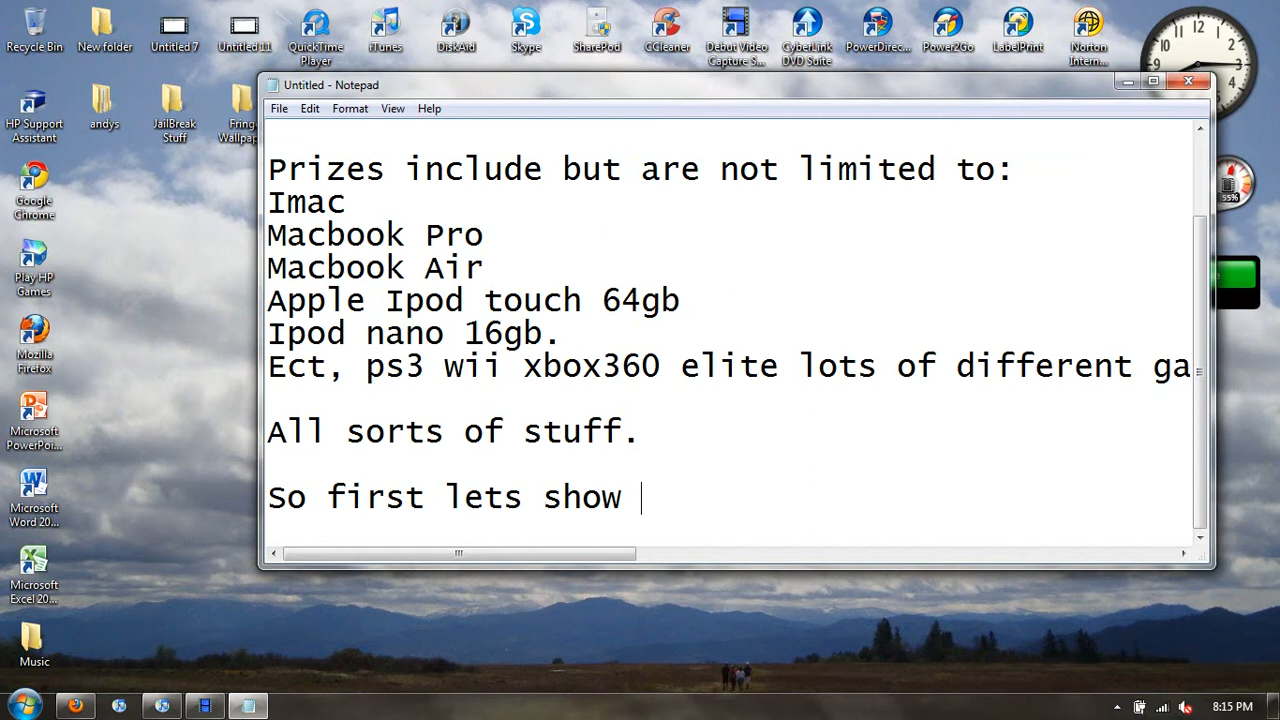 Recycle Bin
New folder
Untitled 7
Untitled 11
QuickTime Player
iTunes
DiskAid
Skype
SharePod
CCleaner
Debut Video Capture S...
CyberLink DVD Suite
PowerDirec...
Power2Go
LabelPrint
Norton Intern...
HP Support Assistant
andys
JailBreak Stuff
Google Chrome
Play HP Games
Mozilla Firefox
Microsoft PowerPoi...
Microsoft Word 20...
Microsoft Excel 20...
Music
Untitled - Notepad
File Edit Format View Help
Prizes include but are not limited to:
Imac
Macbook Pro
Macbook Air
Apple Ipod touch 64gb
Ipod nano 16gb.
Ect, ps3 wii xbox360 elite lots of different ga
All sorts of stuff.
So first lets show
55%
8:15 PM